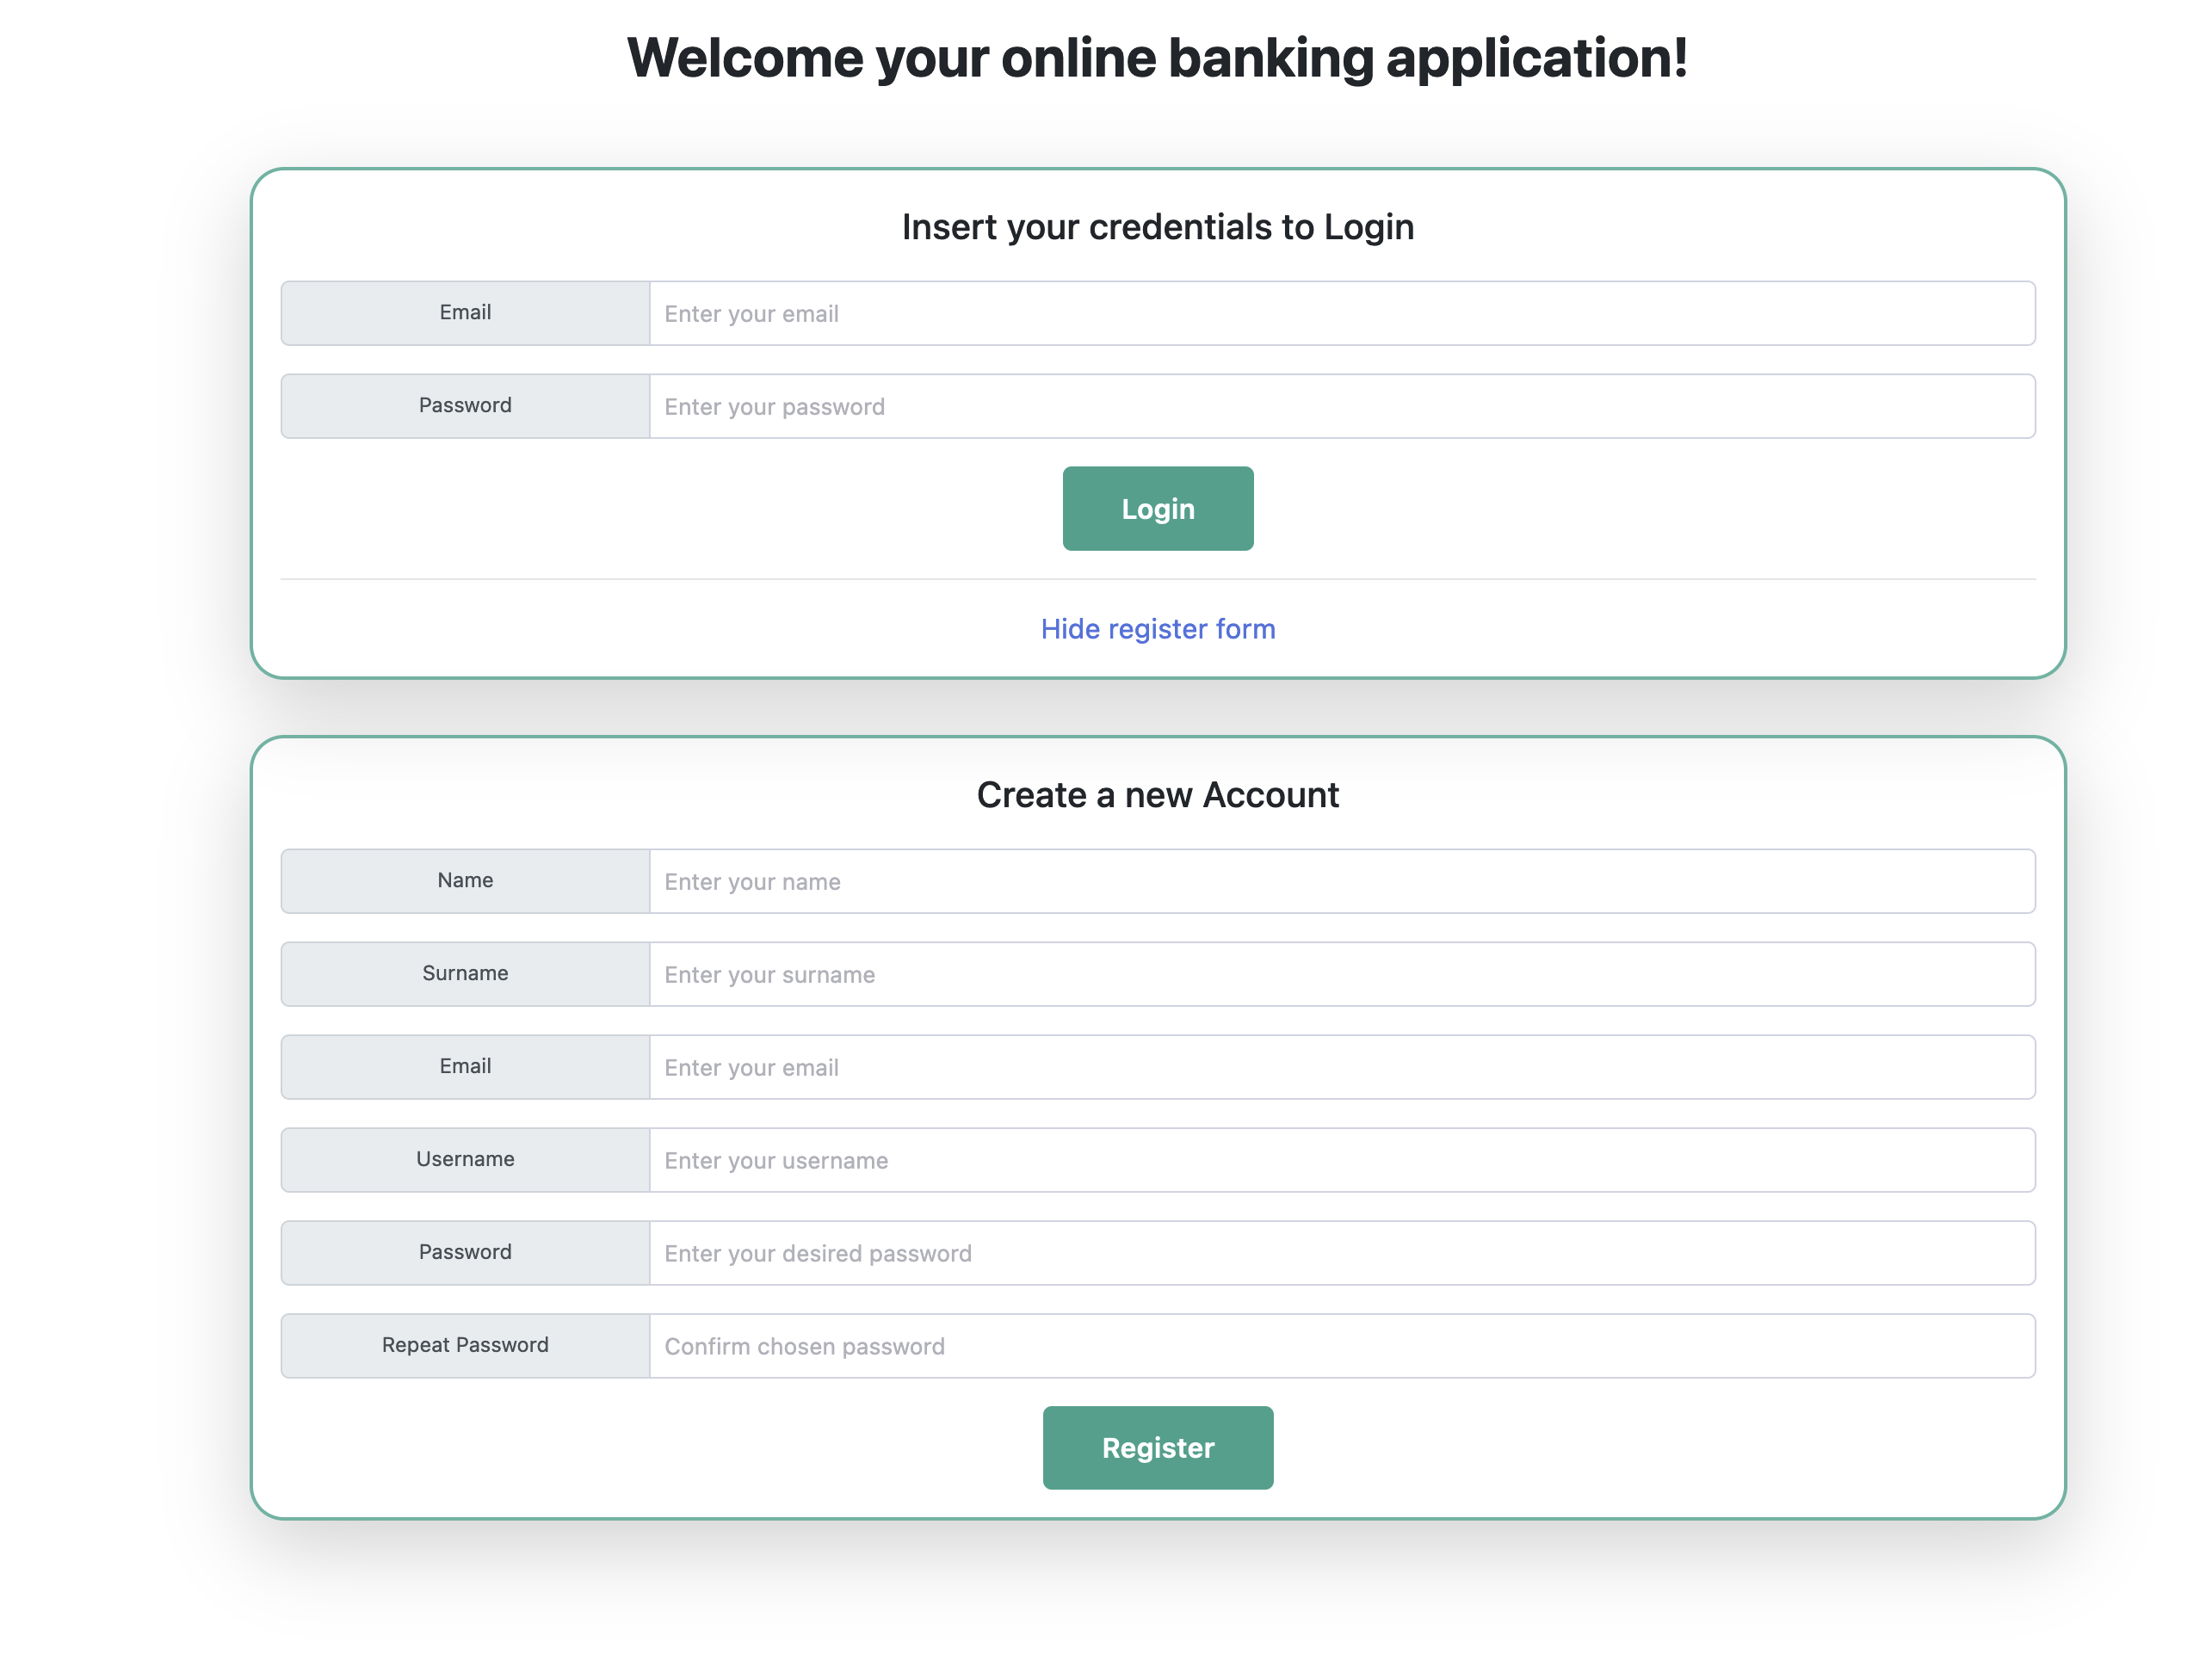 Welcome your online banking application!
Insert your credentials to Login
Email Enter your email
Password Enter your password
Login
Hide register form
Create a new Account
Name Enter your name
Surname Enter your surname
Email Enter your email
Username Enter your username
Password Enter your desired password
Repeat Password Confirm chosen password
Register